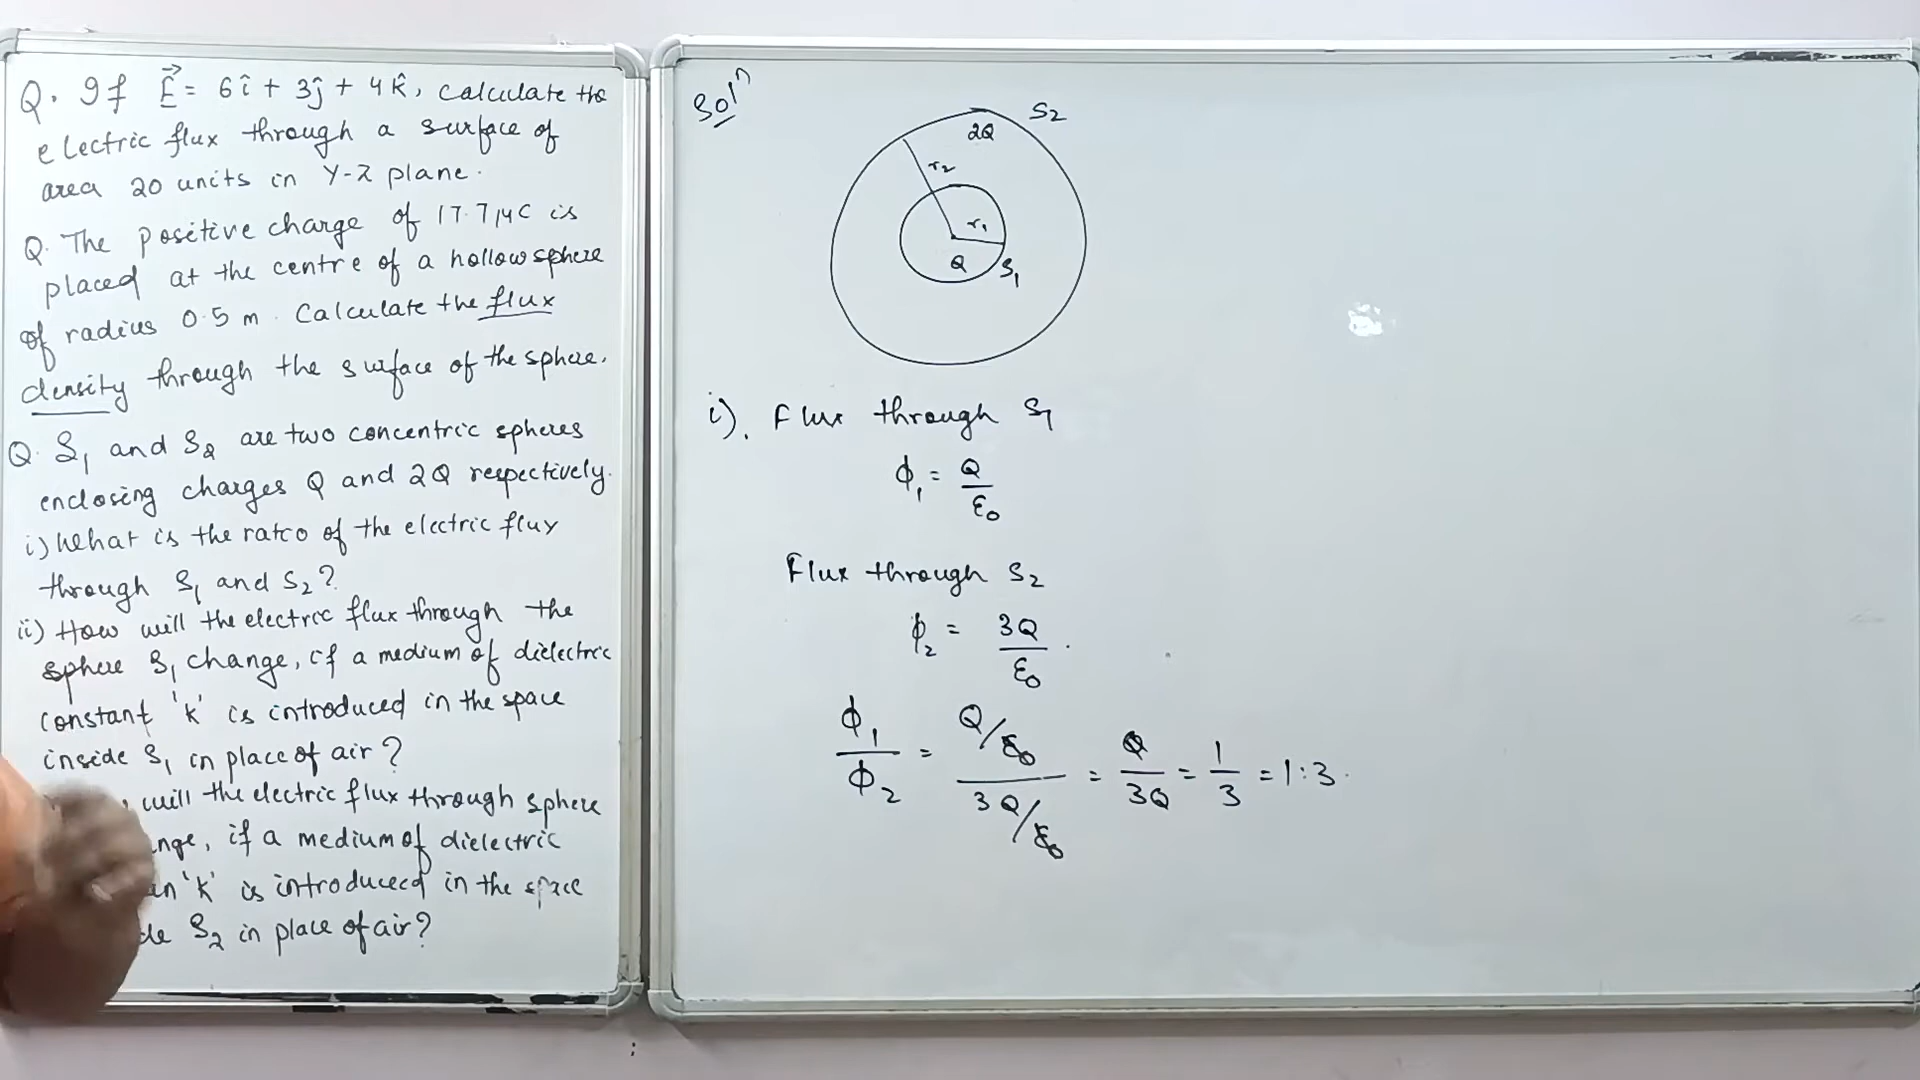 Q. If E⃗ = 6î + 3ĵ + 4k̂, calculate the
electric flux through a surface of
area 20 units in Y-Z plane.
Q. The positive charge of 17.7 μC is
placed at the centre of a hollow sphere
of radius 0.5 m. Calculate the flux
density through the surface of the sphere.
Q. S₁ and S₂ are two concentric spheres
enclosing charges Q and 2Q respectively.
i) What is the ratio of the electric flux
through S₁ and S₂?
ii) How will the electric flux through the
sphere S₁ change, if a medium of dielectric
constant 'k' is introduced in the space
inside S₁ in place of air?
will the electric flux through sphere
nge, if a medium of dielectric
an 'k' is introduced in the space
de S₂ in place of air?
Solⁿ
S₂
2Q
r₂
r₁
Q
S₁
i). Flux through S₁
ϕ₁ = Q/ε₀
Flux through S₂
ϕ₂ = 3Q/ε₀.
ϕ₁/ϕ₂ = (Q/ε₀)/(3Q/ε₀) = Q/3Q = 1/3 = 1:3.